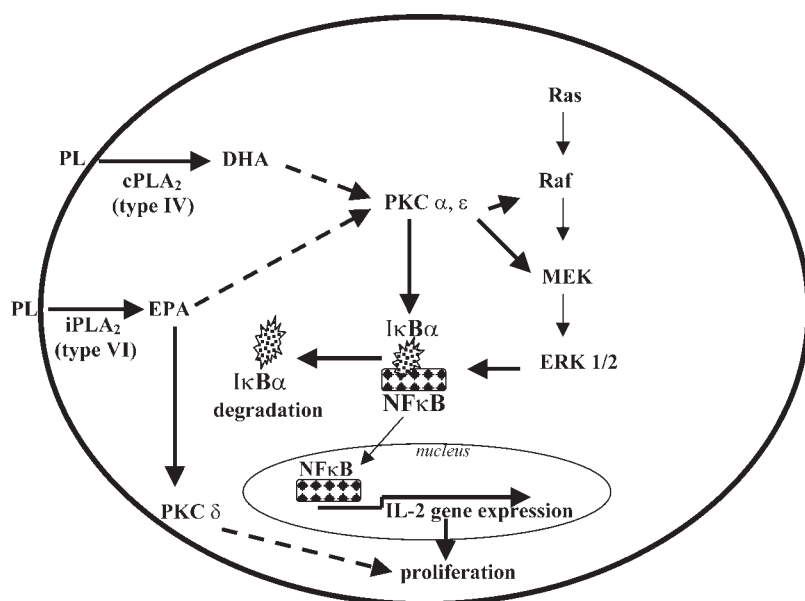 Ras
PL
cPLA₂
(type IV)
DHA
PKC α, ε
Raf
MEK
PL
iPLA₂
(type VI)
EPA
IκBα
NFκB
ERK 1/2
IκBα
degradation
nucleus
NFκB
IL-2 gene expression
PKC δ
proliferation